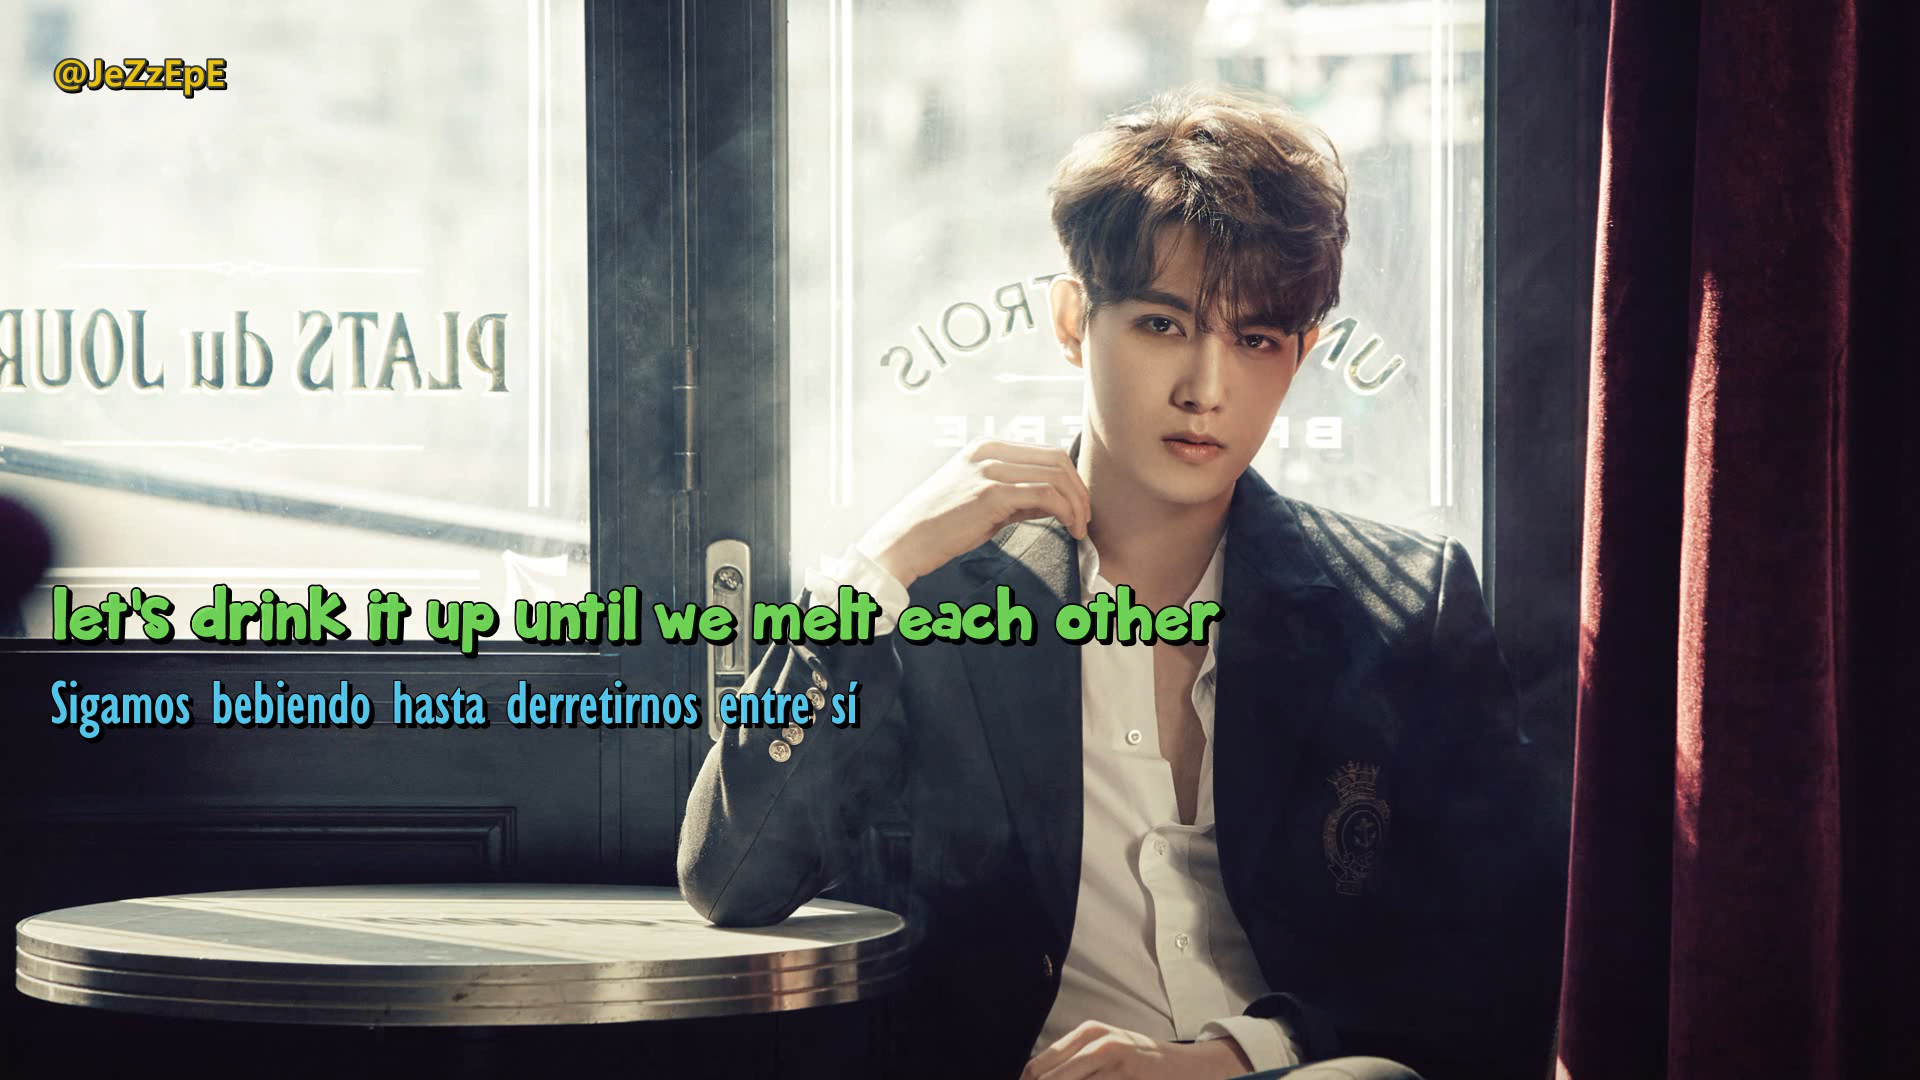 @JeZzEpE
PLATS du JOUR
UN TROIS
let's drink it up until we melt each other
Sigamos bebiendo hasta derretirnos entre sí